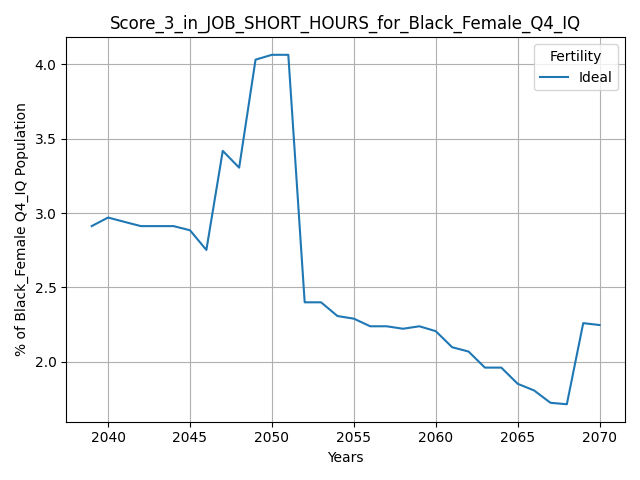 Score_3_in_JOB_SHORT_HOURS_for_Black_Female_Q4_IQ
Fertility
Ideal
% of Black_Female Q4_IQ Population
4.0
3.5
3.0
2.5
2.0
2040
2045
2050
2055
2060
2065
2070
Years